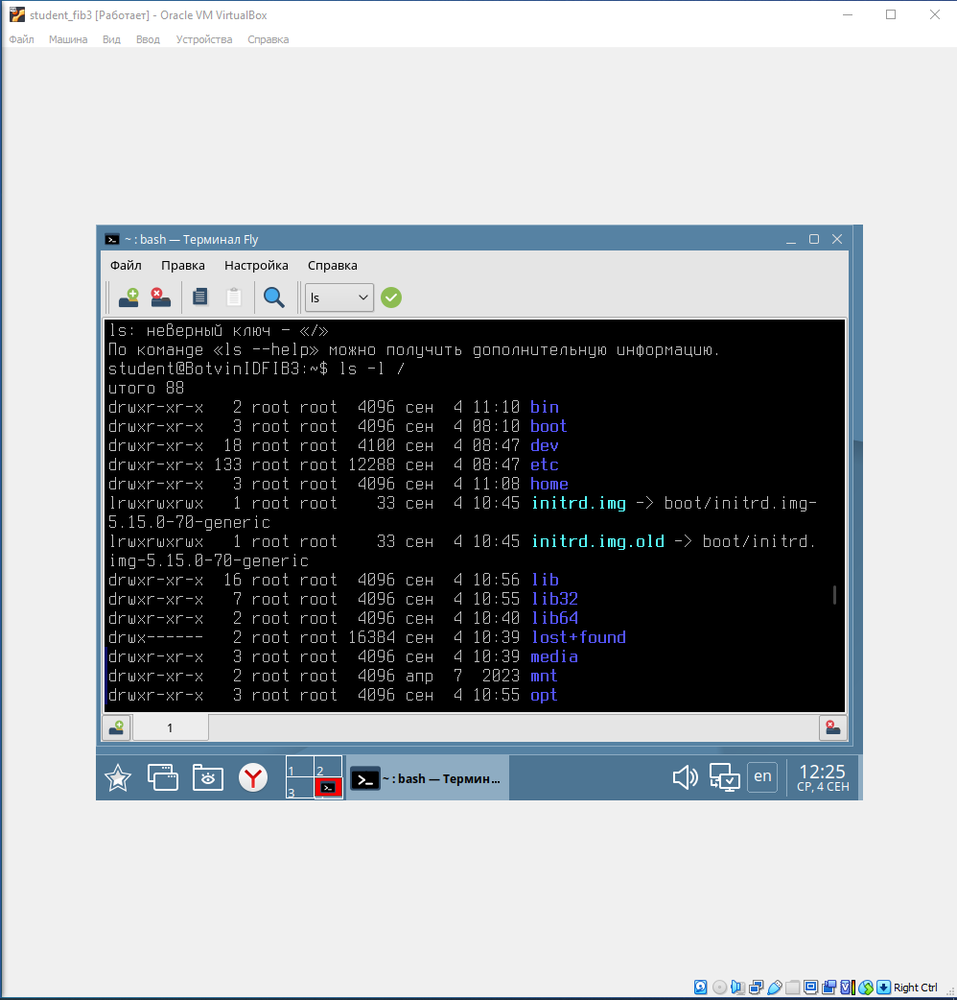 student_fib3 [Работает] - Oracle VM VirtualBox
Файл Машина Вид Ввод Устройства Справка
~ : bash — Терминал Fly
Файл Правка Настройка Справка
ls
ls: неверный ключ — «/»
По команде «ls --help» можно получить дополнительную информацию.
student@BotvinIDFIB3:~$ ls -l /
итого 88
drwxr-xr-x 2 root root 4096 сен 4 11:10 bin
drwxr-xr-x 3 root root 4096 сен 4 08:10 boot
drwxr-xr-x 18 root root 4100 сен 4 08:47 dev
drwxr-xr-x 133 root root 12288 сен 4 08:47 etc
drwxr-xr-x 3 root root 4096 сен 4 11:08 home
lrwxrwxrwx 1 root root 33 сен 4 10:45 initrd.img -> boot/initrd.img-
5.15.0-70-generic
lrwxrwxrwx 1 root root 33 сен 4 10:45 initrd.img.old -> boot/initrd.
img-5.15.0-70-generic
drwxr-xr-x 16 root root 4096 сен 4 10:56 lib
drwxr-xr-x 7 root root 4096 сен 4 10:55 lib32
drwxr-xr-x 2 root root 4096 сен 4 10:40 lib64
drwx------ 2 root root 16384 сен 4 10:39 lost+found
drwxr-xr-x 3 root root 4096 сен 4 10:39 media
drwxr-xr-x 2 root root 4096 апр 7 2023 mnt
drwxr-xr-x 3 root root 4096 сен 4 10:55 opt
1
1 2
3
~ : bash — Термин...
en
12:25
СР, 4 СЕН
Right Ctrl